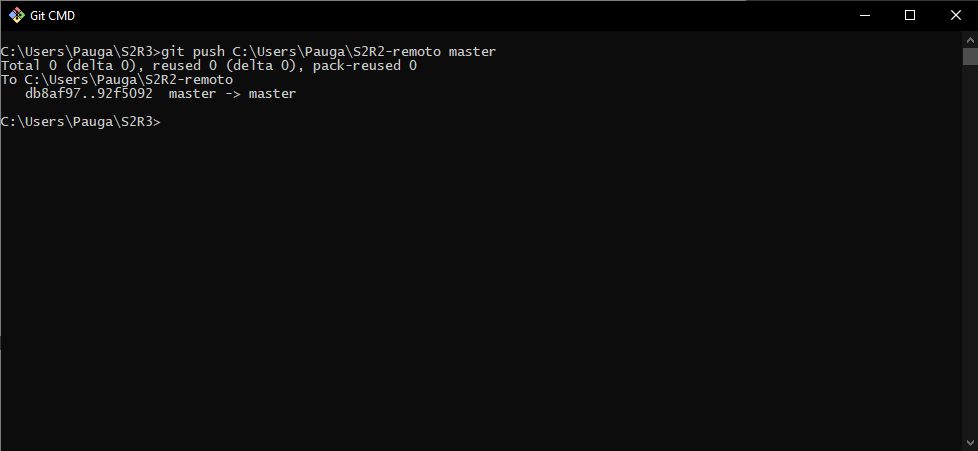 Git CMD
C:\Users\Pauga\S2R3>git push C:\Users\Pauga\S2R2-remoto master
Total 0 (delta 0), reused 0 (delta 0), pack-reused 0
To C:\Users\Pauga\S2R2-remoto
   db8af97..92f5092  master -> master
C:\Users\Pauga\S2R3>